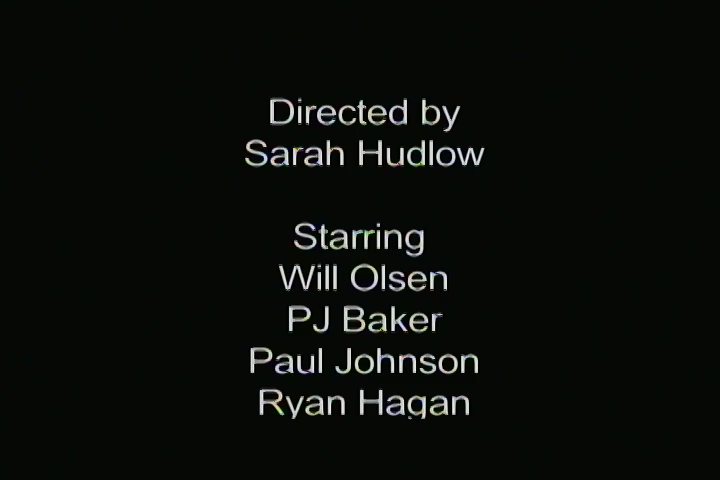 Directed by
Sarah Hudlow
Starring
Will Olsen
PJ Baker
Paul Johnson
Ryan Hagan